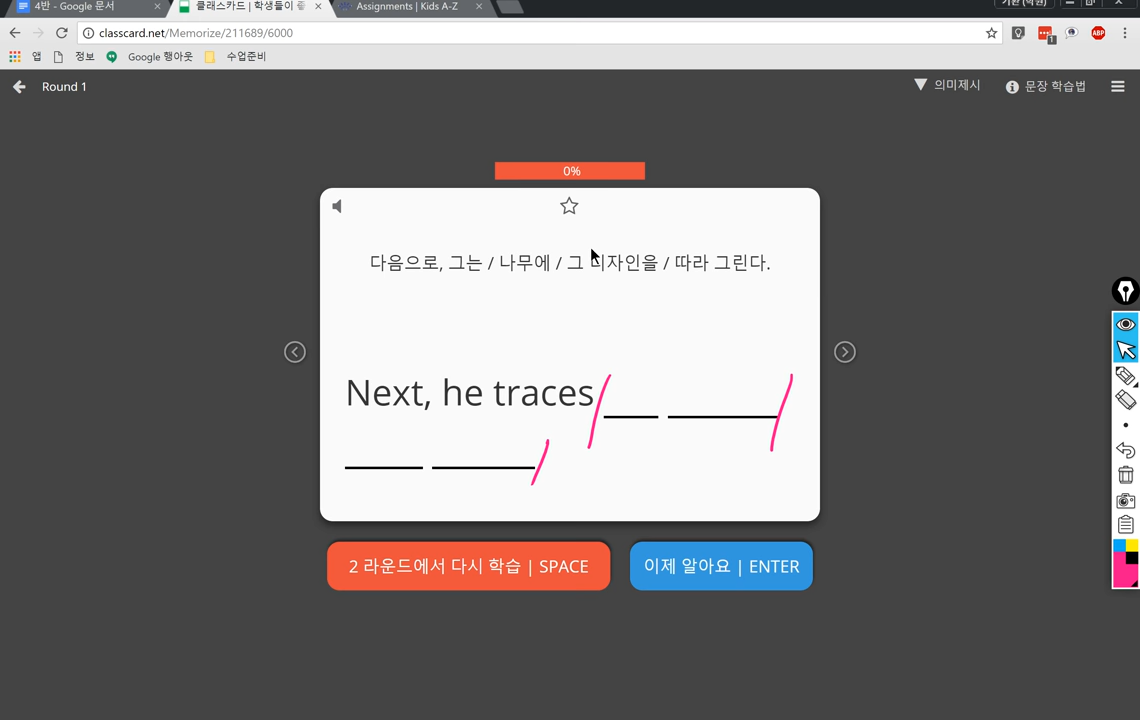 4반 - Google 문서
클래스카드 | 학생들이 좋
Assignments | Kids A-Z
classcard.net/Memorize/211689/6000
1
ABP
앱
정보
Google 행아웃
수업준비
Round 1
의미제시
문장 학습법
0%
다음으로, 그는 / 나무에 / 그 디자인을 / 따라 그린다.
Next, he traces
2 라운드에서 다시 학습 | SPACE
이제 알아요 | ENTER